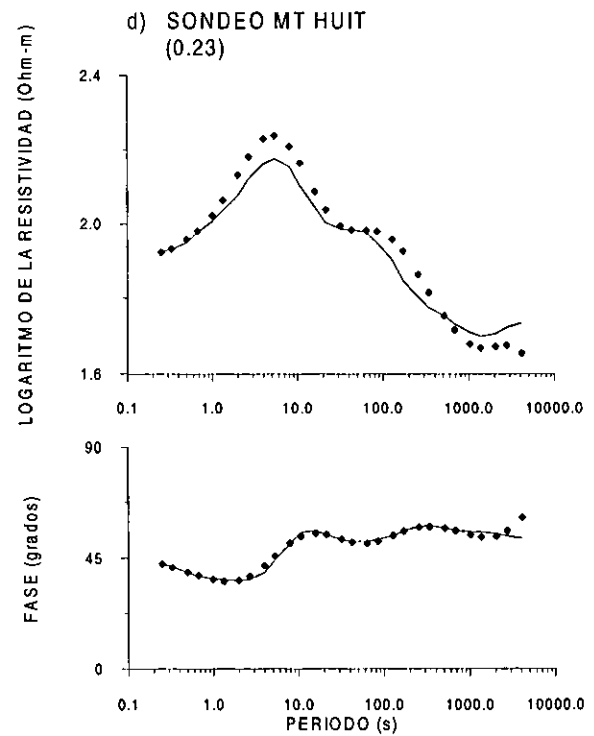 d) SONDEO MT HUIT
(0.23)
LOGARITMO DE LA RESISTIVIDAD (Ohm-m)
2.4
2.0
1.6
0.1 1.0 10.0 100.0 1000.0 10000.0
FASE (grados)
90
45
0
0.1 1.0 10.0 100.0 1000.0 10000.0
PERIODO (s)